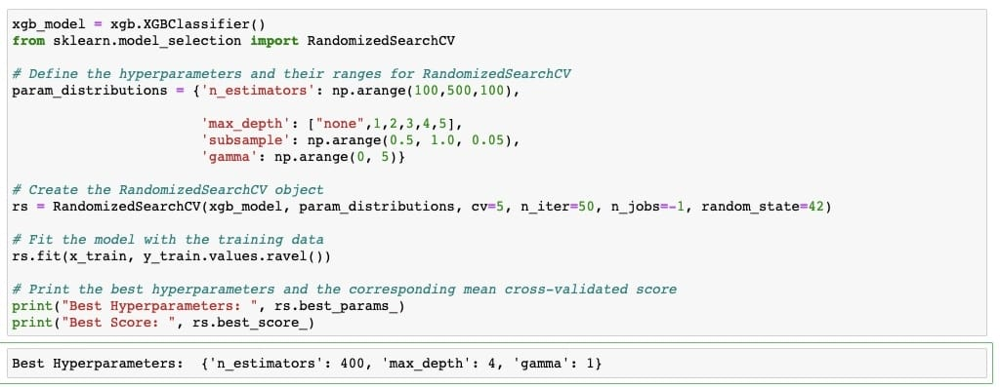 xgb_model = xgb.XGBClassifier()
from sklearn.model_selection import RandomizedSearchCV
# Define the hyperparameters and their ranges for RandomizedSearchCV
param_distributions = {'n_estimators': np.arange(100,500,100),
'max_depth': ["none",1,2,3,4,5],
'subsample': np.arange(0.5, 1.0, 0.05),
'gamma': np.arange(0, 5)}
# Create the RandomizedSearchCV object
rs = RandomizedSearchCV(xgb_model, param_distributions, cv=5, n_iter=50, n_jobs=-1, random_state=42)
# Fit the model with the training data
rs.fit(x_train, y_train.values.ravel())
# Print the best hyperparameters and the corresponding mean cross-validated score
print("Best Hyperparameters: ", rs.best_params_)
print("Best Score: ", rs.best_score_)
Best Hyperparameters:  {'n_estimators': 400, 'max_depth': 4, 'gamma': 1}